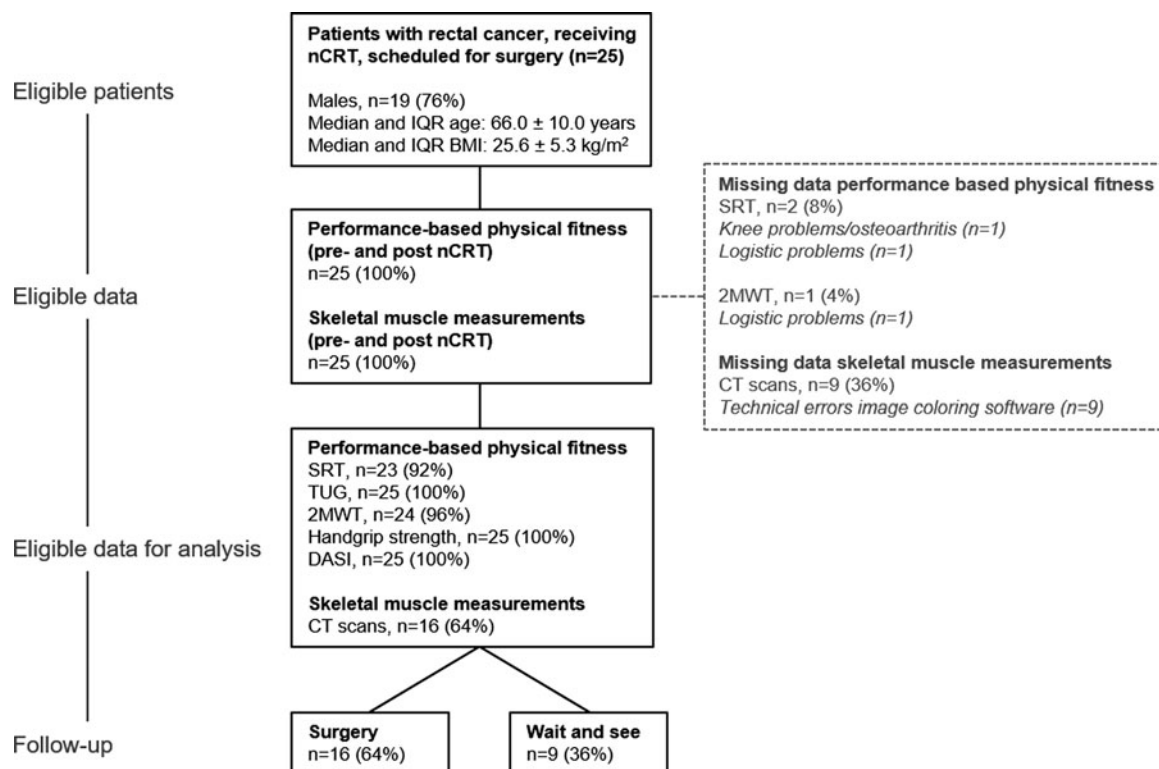 Eligible patients
Patients with rectal cancer, receiving
nCRT, scheduled for surgery (n=25)
Males, n=19 (76%)
Median and IQR age: 66.0 ± 10.0 years
Median and IQR BMI: 25.6 ± 5.3 kg/m²
Eligible data
Performance-based physical fitness
(pre- and post nCRT)
n=25 (100%)
Skeletal muscle measurements
(pre- and post nCRT)
n=25 (100%)
Missing data performance based physical fitness
SRT, n=2 (8%)
Knee problems/osteoarthritis (n=1)
Logistic problems (n=1)
2MWT, n=1 (4%)
Logistic problems (n=1)
Missing data skeletal muscle measurements
CT scans, n=9 (36%)
Technical errors image coloring software (n=9)
Eligible data for analysis
Performance-based physical fitness
SRT, n=23 (92%)
TUG, n=25 (100%)
2MWT, n=24 (96%)
Handgrip strength, n=25 (100%)
DASI, n=25 (100%)
Skeletal muscle measurements
CT scans, n=16 (64%)
Follow-up
Surgery
n=16 (64%)
Wait and see
n=9 (36%)